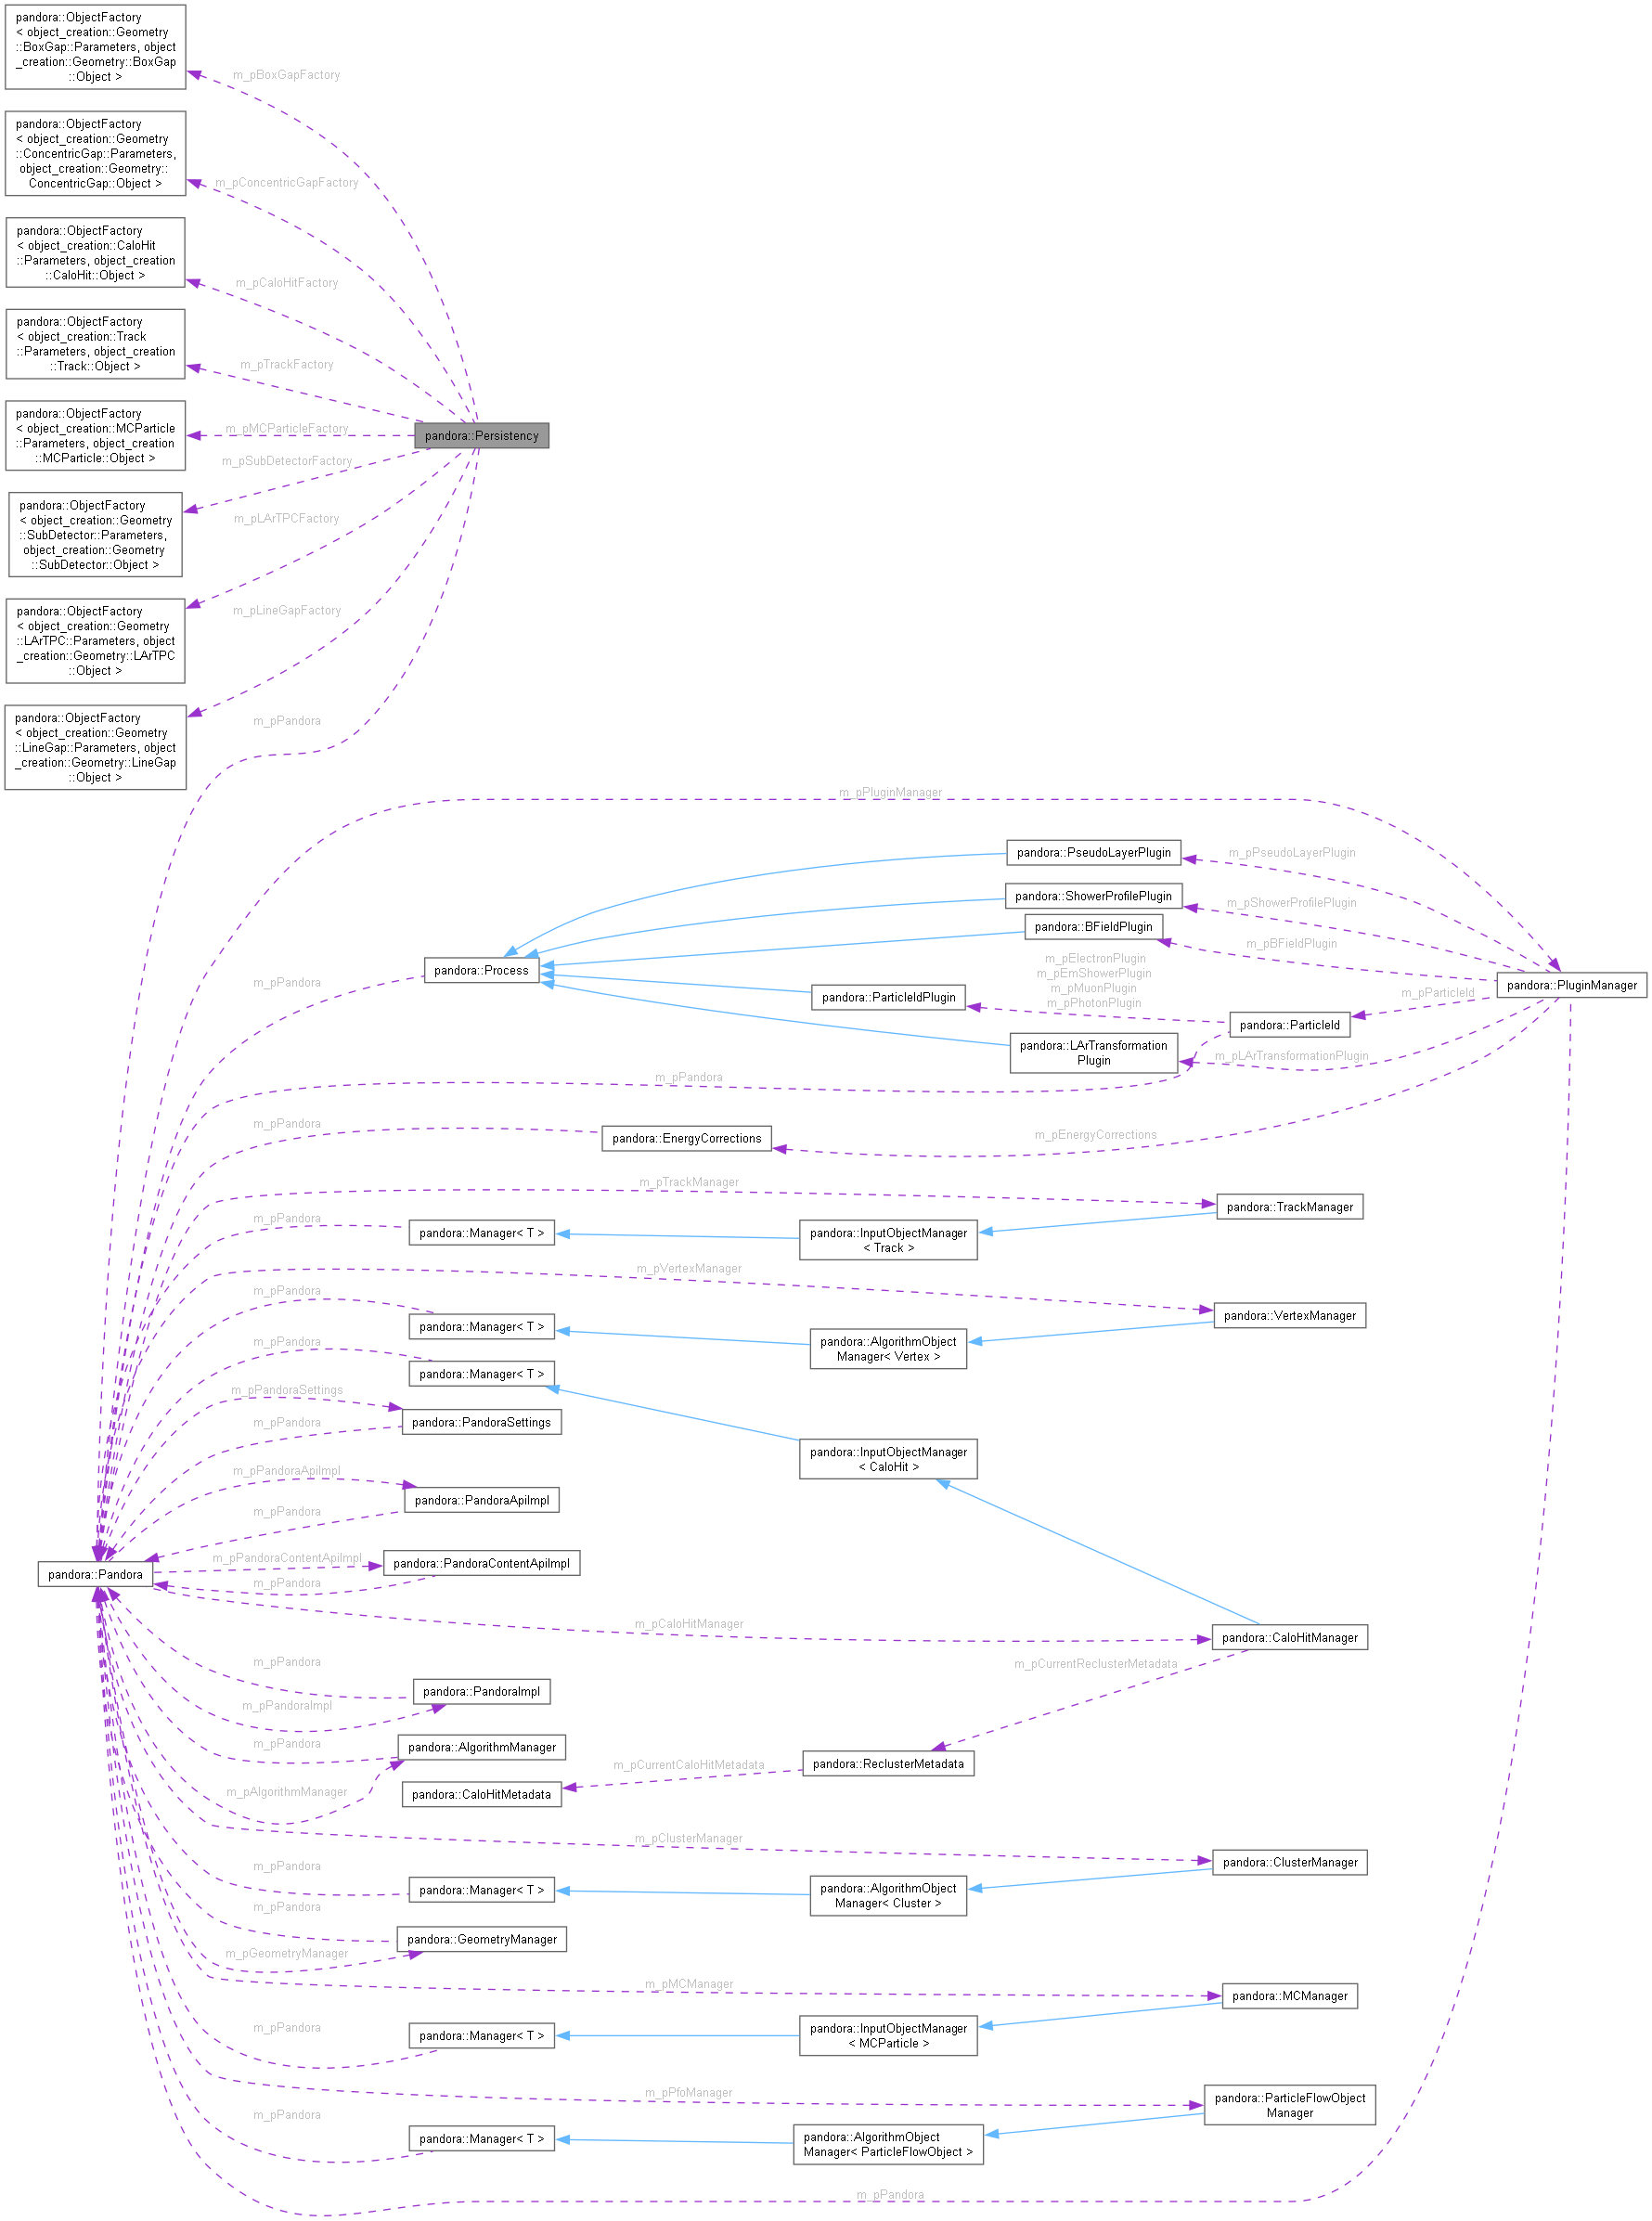 pandora::ObjectFactory
< object_creation::Geometry
::BoxGap::Parameters, object
_creation::Geometry::BoxGap
::Object >
m_pBoxGapFactory
pandora::ObjectFactory
< object_creation::Geometry
::ConcentricGap::Parameters,
object_creation::Geometry::
ConcentricGap::Object >
m_pConcentricGapFactory
pandora::ObjectFactory
< object_creation::CaloHit
::Parameters, object_creation
::CaloHit::Object >
m_pCaloHitFactory
pandora::ObjectFactory
< object_creation::Track
::Parameters, object_creation
::Track::Object >
m_pTrackFactory
pandora::ObjectFactory
< object_creation::MCParticle
::Parameters, object_creation
::MCParticle::Object >
m_pMCParticleFactory
pandora::Persistency
m_pSubDetectorFactory
pandora::ObjectFactory
< object_creation::Geometry
::SubDetector::Parameters,
object_creation::Geometry
::SubDetector::Object >
m_pLArTPCFactory
pandora::ObjectFactory
< object_creation::Geometry
::LArTPC::Parameters, object
_creation::Geometry::LArTPC
::Object >
m_pLineGapFactory
pandora::ObjectFactory
< object_creation::Geometry
::LineGap::Parameters, object
_creation::Geometry::LineGap
::Object >
m_pPandora
m_pPluginManager
pandora::PseudoLayerPlugin
m_pPseudoLayerPlugin
pandora::ShowerProfilePlugin
m_pShowerProfilePlugin
pandora::BFieldPlugin
m_pBFieldPlugin
pandora::Process
m_pPandora
m_pElectronPlugin
m_pEmShowerPlugin
m_pMuonPlugin
m_pPhotonPlugin
pandora::ParticleIdPlugin
m_pParticleId
pandora::PluginManager
pandora::ParticleId
pandora::LArTransformation
Plugin
m_pLArTransformationPlugin
m_pPandora
m_pPandora
pandora::EnergyCorrections
m_pEnergyCorrections
m_pTrackManager
pandora::TrackManager
m_pPandora
pandora::Manager< T >
pandora::InputObjectManager
< Track >
m_pVertexManager
pandora::VertexManager
m_pPandora
pandora::Manager< T >
pandora::AlgorithmObject
Manager< Vertex >
m_pPandora
pandora::Manager< T >
m_pPandoraSettings
pandora::PandoraSettings
m_pPandora
pandora::InputObjectManager
< CaloHit >
m_pPandoraApiImpl
pandora::PandoraApiImpl
m_pPandora
pandora::Pandora
m_pPandoraContentApiImpl
pandora::PandoraContentApiImpl
m_pPandora
m_pCaloHitManager
pandora::CaloHitManager
m_pPandora
m_pCurrentReclusterMetadata
pandora::PandoraImpl
m_pPandoraImpl
m_pPandora
pandora::AlgorithmManager
m_pAlgorithmManager
m_pCurrentCaloHitMetadata
pandora::ReclusterMetadata
pandora::CaloHitMetadata
m_pClusterManager
pandora::ClusterManager
m_pPandora
pandora::Manager< T >
pandora::AlgorithmObject
Manager< Cluster >
m_pPandora
pandora::GeometryManager
m_pGeometryManager
m_pMCManager
pandora::MCManager
m_pPandora
pandora::Manager< T >
pandora::InputObjectManager
< MCParticle >
m_pPfoManager
pandora::ParticleFlowObject
Manager
m_pPandora
pandora::Manager< T >
pandora::AlgorithmObject
Manager< ParticleFlowObject >
m_pPandora